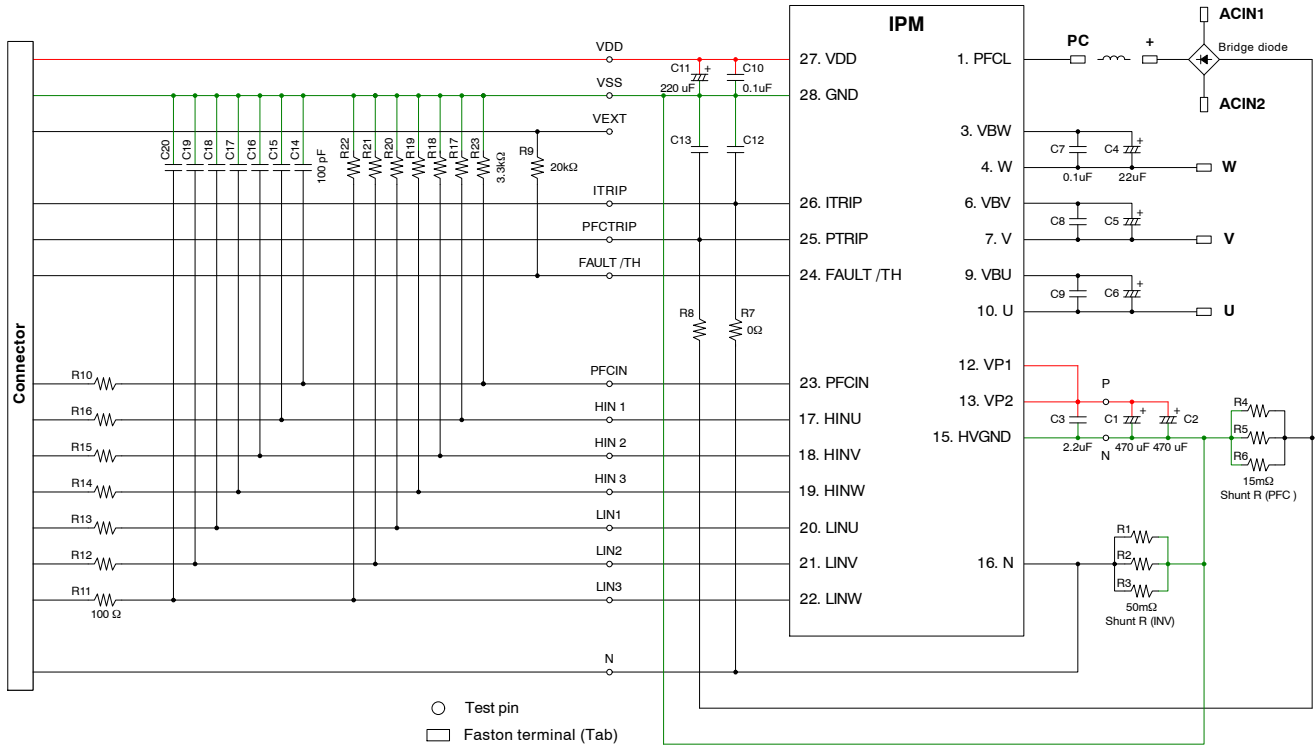 IPM
ACIN1
Bridge diode
ACIN2
PC
+
Connector
VDD
VSS
VEXT
ITRIP
PFCTRIP
FAULT /TH
PFCIN
HIN 1
HIN 2
HIN 3
LIN1
LIN2
LIN3
N
C20
C19
C18
C17
C16
C15
C14
100 pF
R22
R21
R20
R19
R18
R17
R23
3.3kΩ
R9
20kΩ
C11
+
220 uF
C10
0.1uF
C13
C12
R8
R7
0Ω
R10
R16
R15
R14
R13
R12
R11
100 Ω
27. VDD
28. GND
26. ITRIP
25. PTRIP
24. FAULT /TH
23. PFCIN
17. HINU
18. HINV
19. HINW
20. LINU
21. LINV
22. LINW
1. PFCL
3. VBW
4. W
6. VBV
7. V
9. VBU
10. U
12. VP1
13. VP2
15. HVGND
16. N
C7
0.1uF
C4
+
22uF
W
C8
C5
+
V
C9
C6
+
U
P
C3
2.2uF
N
C1
+
470 uF
C2
+
470 uF
R4
R5
R6
15mΩ
Shunt R (PFC )
R1
R2
R3
50mΩ
Shunt R (INV)
Test pin
Faston terminal (Tab)